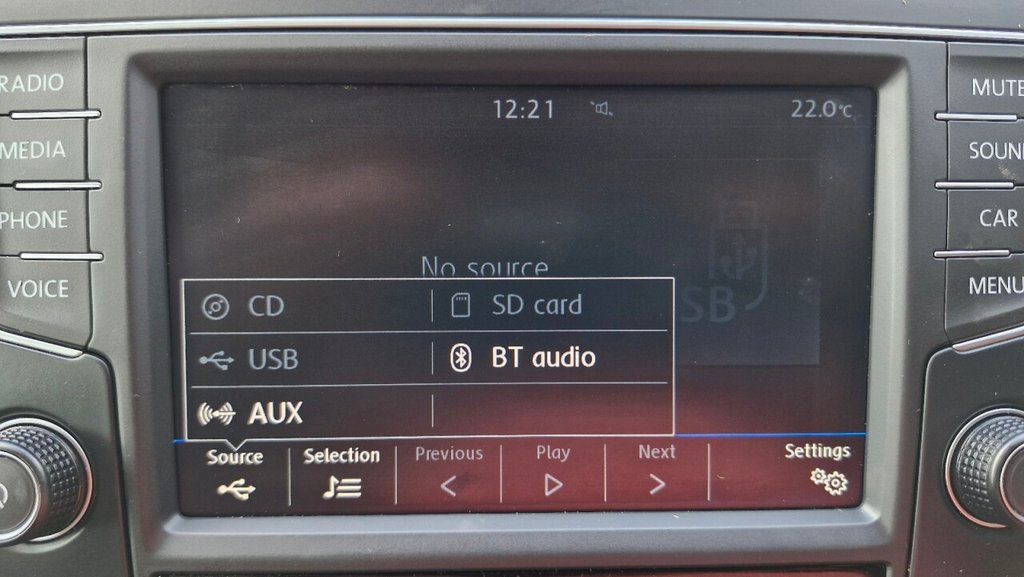 RADIO
MEDIA
PHONE
VOICE
12:21
22.0°C
No source
SB
CD
SD card
USB
BT audio
AUX
Source
Selection
Previous
Play
Next
Settings
MUTE
SOUN
CAR
MENU